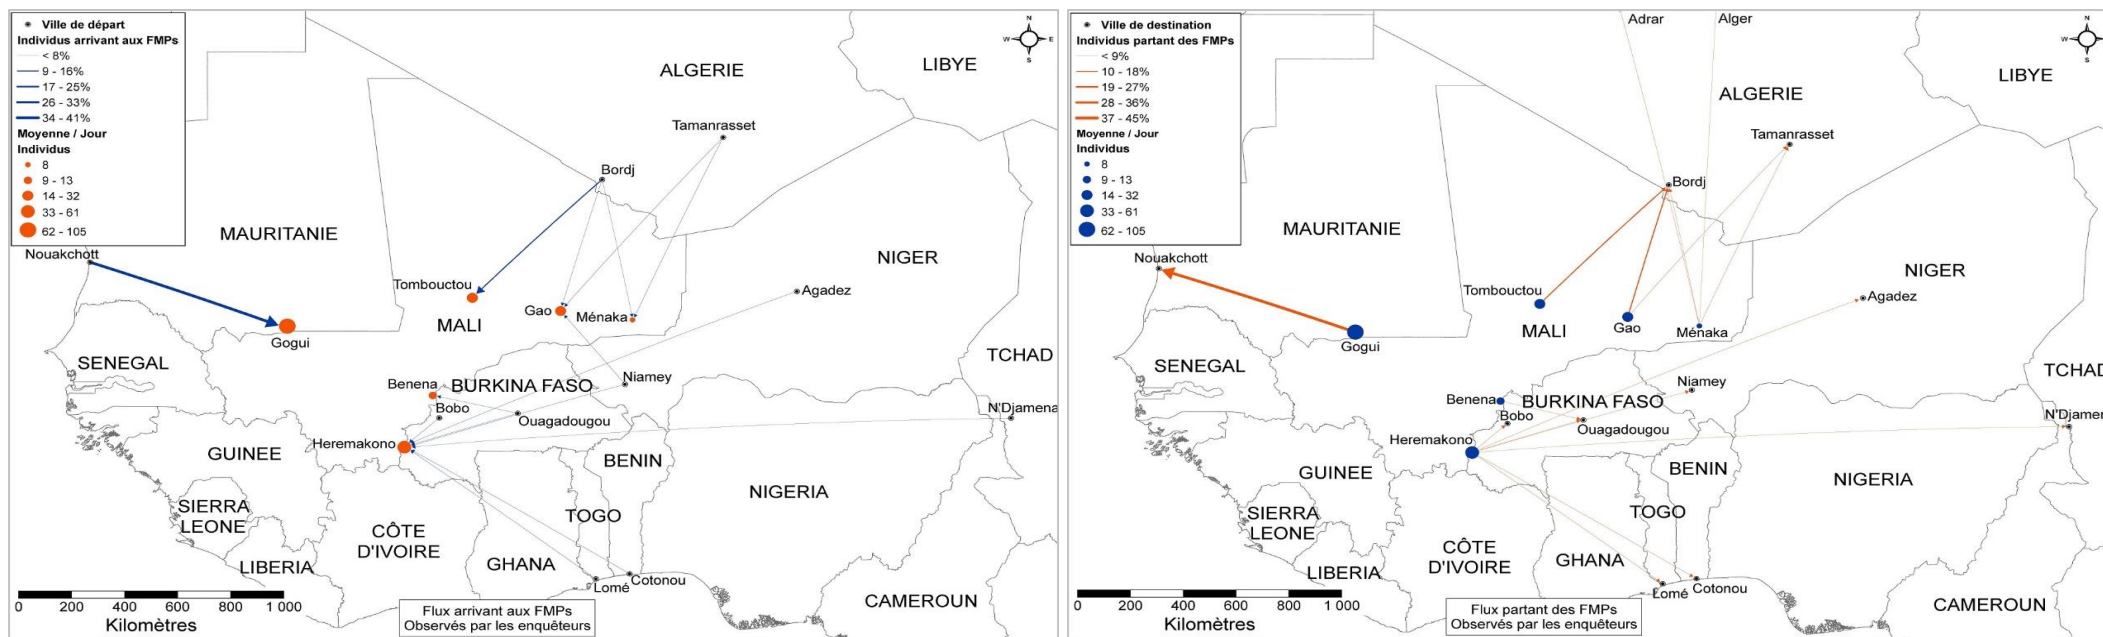 Ville de départ
Individus arrivant aux FMPs
< 8%
9 - 16%
17 - 25%
26 - 33%
34 - 41%
Moyenne / Jour
Individus
8
9 - 13
14 - 32
33 - 61
62 - 105
N
W E
S
ALGERIE
LIBYE
Tamanrasset
Bordj
MAURITANIE
Nouakchott
NIGER
Tombouctou
Agadez
Gao
Ménaka
MALI
Gogui
SENEGAL
TCHAD
Benena
BURKINA FASO
Niamey
Bobo
N'Djamena
Ouagadougou
Heremakono
GUINEE
BENIN
NIGERIA
SIERRA
LEONE
TOGO
CÔTE
D'IVOIRE
GHANA
LIBERIA
Lomé
Cotonou
CAMEROUN
0 200 400 600 800 1 000
Kilomètres
Flux arrivant aux FMPs
Observés par les enquêteurs
Ville de destination
Individus partant des FMPs
< 9%
10 - 18%
19 - 27%
28 - 36%
37 - 45%
Moyenne / Jour
Individus
8
9 - 13
14 - 32
33 - 61
62 - 105
Adrar
Alger
N
W
S
LIBYE
ALGERIE
Tamanrasset
Bordj
MAURITANIE
Nouakchott
NIGER
Tombouctou
Agadez
Gao
MALI
Ménaka
Gogui
SENEGAL
TCHAD
Niamey
Benena
BURKINA FASO
Bobo
N'Djamen
Ouagadougou
Heremakono
BENIN
GUINEE
NIGERIA
SIERRA
LEONE
TOGO
CÔTE
D'IVOIRE
GHANA
LIBERIA
Lomé
Cotonou
CAMEROUN
0 200 400 600 800 1 000
Kilomètres
Flux partant des FMPs
Observés par les enquêteurs